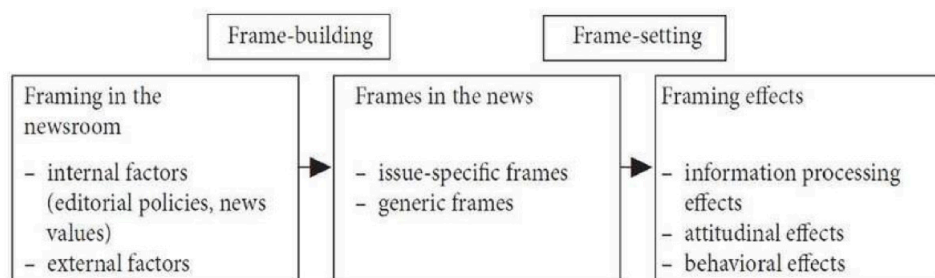 Frame-building
Frame-setting
Framing in the
newsroom
– internal factors
(editorial policies, news
values)
– external factors
Frames in the news
– issue-specific frames
– generic frames
Framing effects
– information processing
effects
– attitudinal effects
– behavioral effects